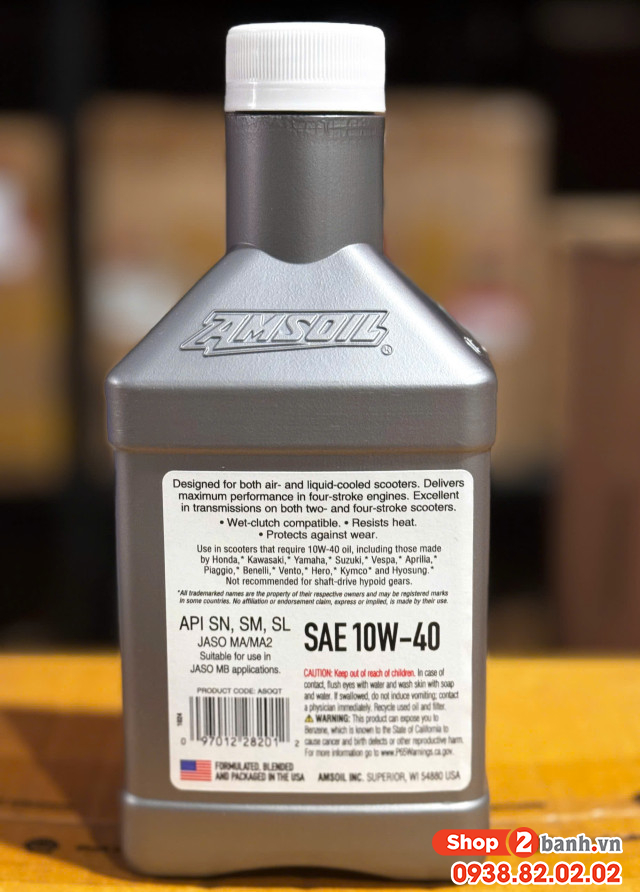 AMSOIL®
Designed for both air- and liquid-cooled scooters. Delivers
maximum performance in four-stroke engines. Excellent
in transmissions on both two- and four-stroke scooters.
• Wet-clutch compatible. • Resists heat.
• Protects against wear.
Use in scooters that require 10W-40 oil, including those made
by Honda,* Kawasaki,* Yamaha,* Suzuki,* Vespa,* Aprilia,*
Piaggio,* Benelli,* Vento,* Hero,* Kymco* and Hyosung.*
Not recommended for shaft-drive hypoid gears.
*All trademarked names are the property of their respective owners and may be registered marks
in some countries. No affiliation or endorsement claim, express or implied, is made by their use.
API SN, SM, SL
JASO MA/MA2
Suitable for use in
JASO MB applications.
SAE 10W-40
PRODUCT CODE: ASOQT
0 97012 28201 2
FORMULATED, BLENDED
AND PACKAGED IN THE USA
CAUTION: Keep out of reach of children. In case of
contact, flush eyes with water and wash skin with soap
and water. If swallowed, do not induce vomiting; contact
a physician immediately. Recycle used oil and filter.
WARNING: This product can expose you to
Benzene, which is known to the State of California to
cause cancer and birth defects or other reproductive harm.
For more information go to www.P65Warnings.ca.gov.
AMSOIL INC. SUPERIOR, WI 54880 USA
Shop2banh.vn
0938.82.02.02